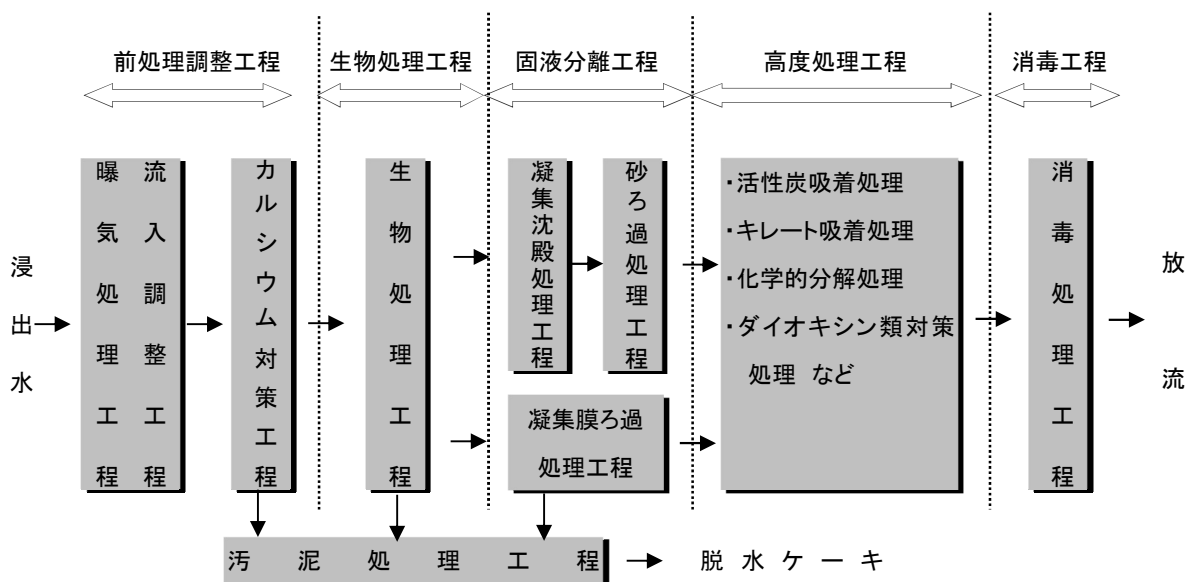 前処理調整工程
生物処理工程
固液分離工程
高度処理工程
消毒工程
浸出水
流入調整工程
曝気処理工程
カルシウム対策工程
生物処理工程
凝集沈殿処理工程
砂ろ過処理工程
凝集膜ろ過
処理工程
・活性炭吸着処理
・キレート吸着処理
・化学的分解処理
・ダイオキシン類対策
処理 など
消毒処理工程
放流
汚泥処理工程
脱水ケーキ